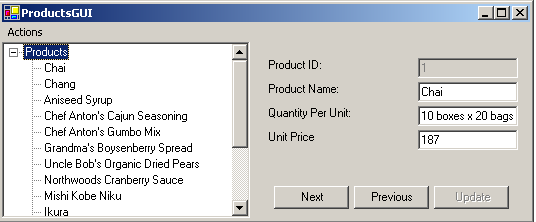 ProductsGUI
Actions
Products
Chai
Chang
Aniseed Syrup
Chef Anton's Cajun Seasoning
Chef Anton's Gumbo Mix
Grandma's Boysenberry Spread
Uncle Bob's Organic Dried Pears
Northwoods Cranberry Sauce
Mishi Kobe Niku
Ikura
Product ID: 1
Product Name: Chai
Quantity Per Unit: 10 boxes x 20 bags
Unit Price 187
Next Previous Update